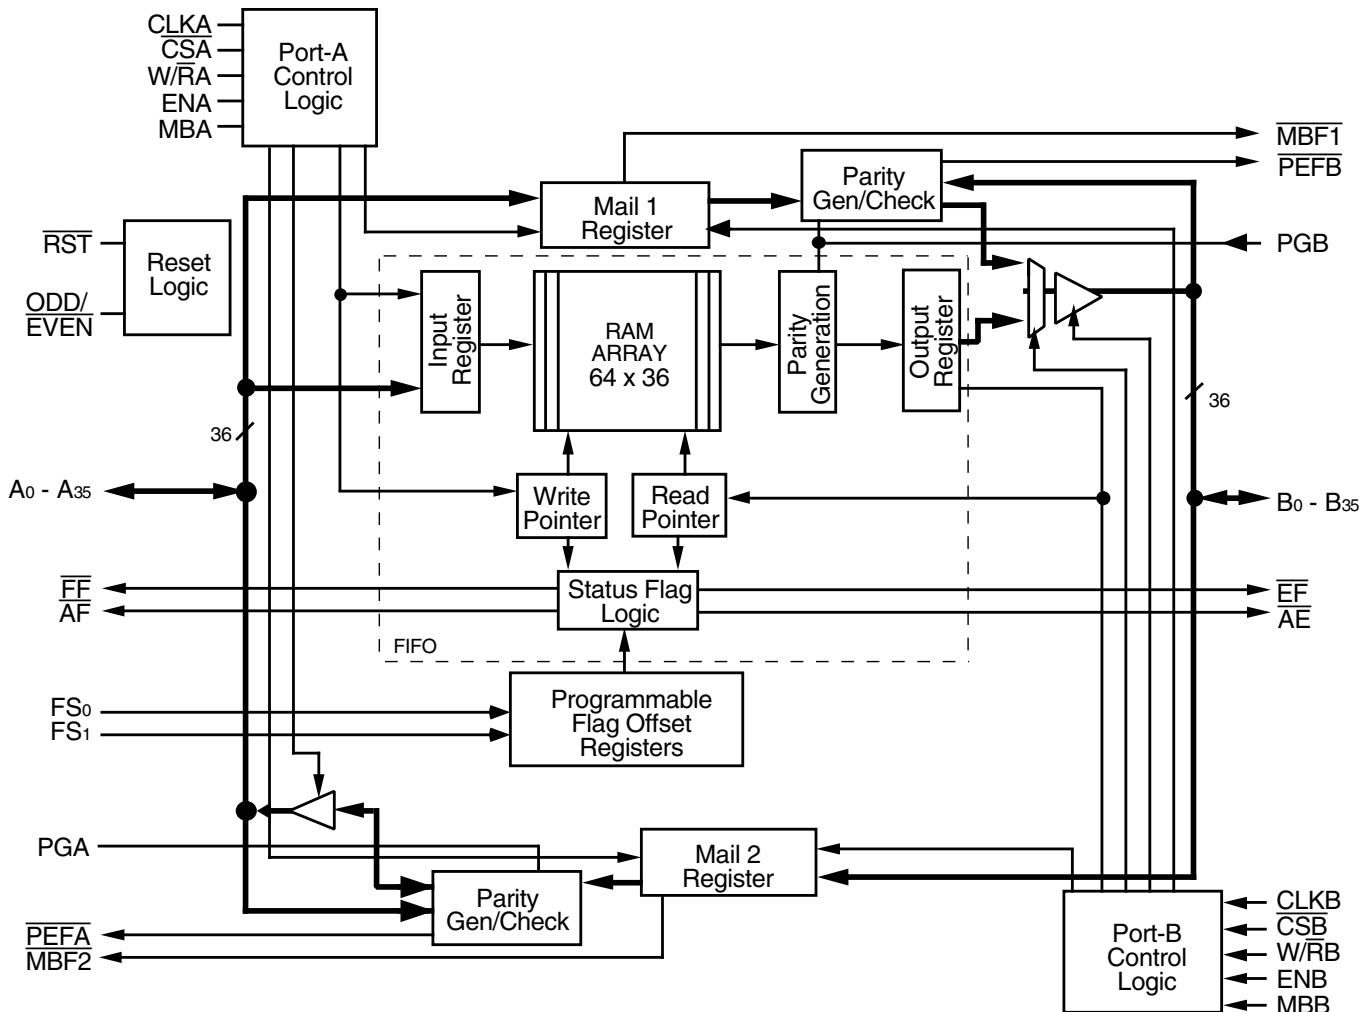 CLKA
CSA
W/RA
ENA
MBA
Port-A
Control
Logic
MBF1
PEFB
Parity
Gen/Check
Mail 1
Register
PGB
RST
ODD/
EVEN
Reset
Logic
Input
Register
RAM
ARRAY
64 x 36
Parity
Generation
Output
Register
36
36
A0 - A35
Write
Pointer
Read
Pointer
B0 - B35
FF
AF
Status Flag
Logic
EF
AE
FIFO
FS0
FS1
Programmable
Flag Offset
Registers
PGA
Mail 2
Register
Parity
Gen/Check
PEFA
MBF2
Port-B
Control
Logic
CLKB
CSB
W/RB
ENB
MBB